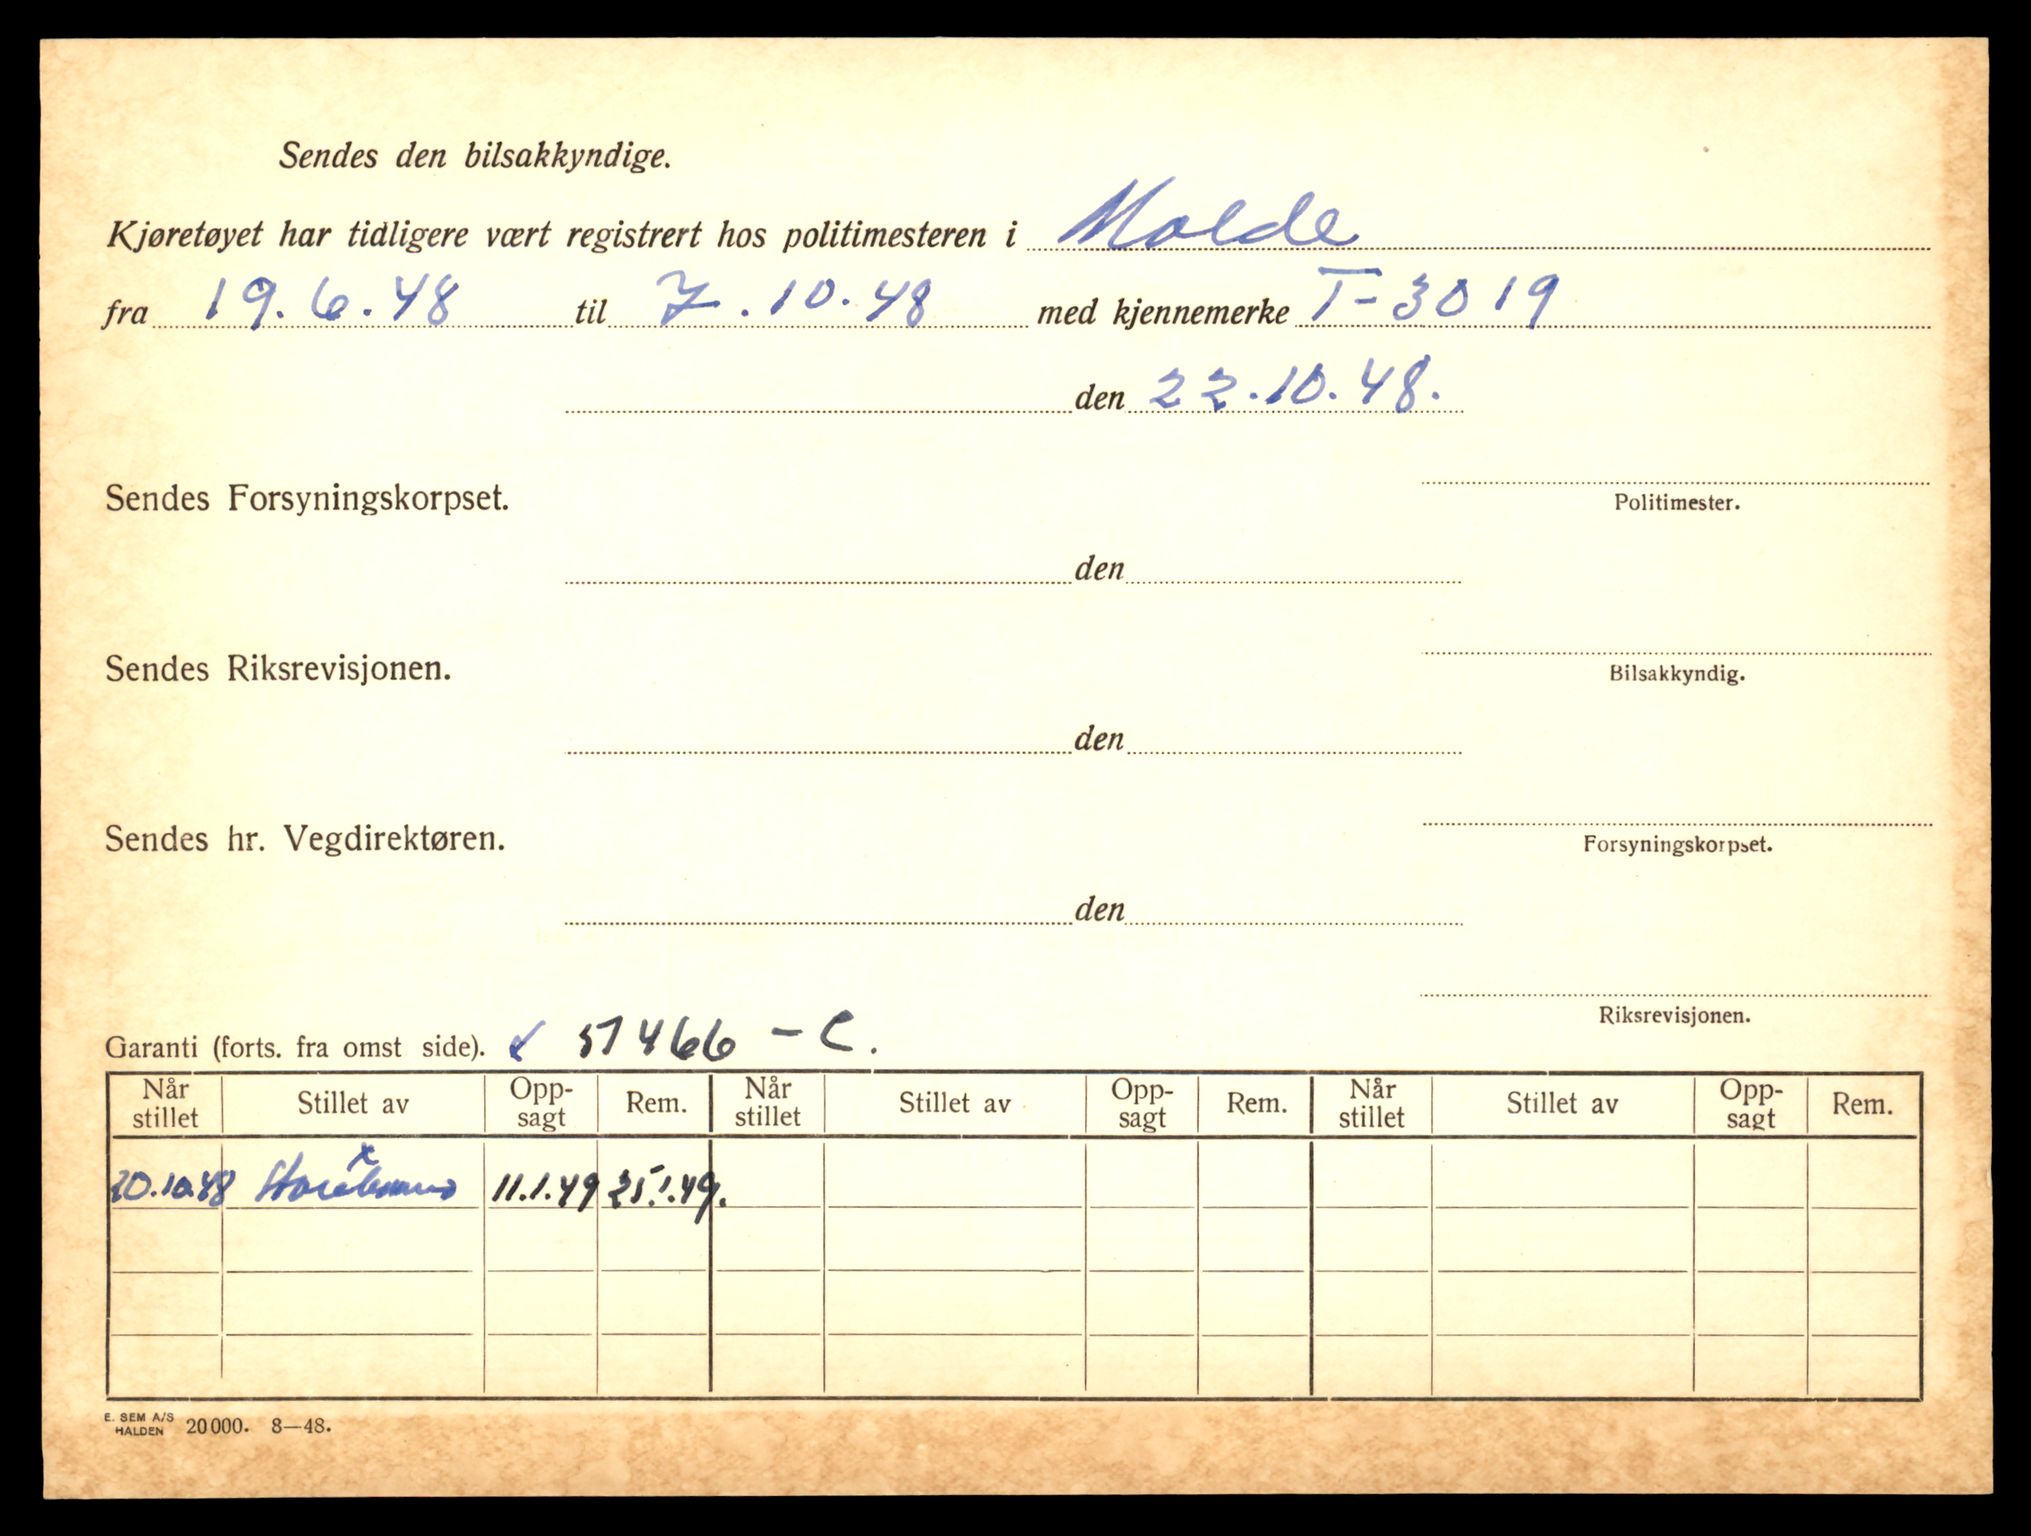 Sendes den bilsakkyndige.
Kjøretøyet har tidligere vært registrert hos politimesteren i Molde
fra 19.6.48 til 7.10.48 med kjennemerke T-3019
den 22.10.48.
Sendes Forsyningskorpset.
Politimester.
den
Sendes Riksrevisjonen.
Bilsakkyndig.
den
Sendes hr. Vegdirektøren.
Forsyningskorpset.
den
Riksrevisjonen.
Garanti (forts. fra omst side). ✓ 57466 - C.
Når stillet Stillet av Opp-sagt Rem. Når stillet Stillet av Opp-sagt Rem. Når stillet Stillet av Opp-sagt Rem.
x
20.10.48 Storebrand 11.1.49 25.1.49.
E. SEM A/S HALDEN 20000. 8—48.